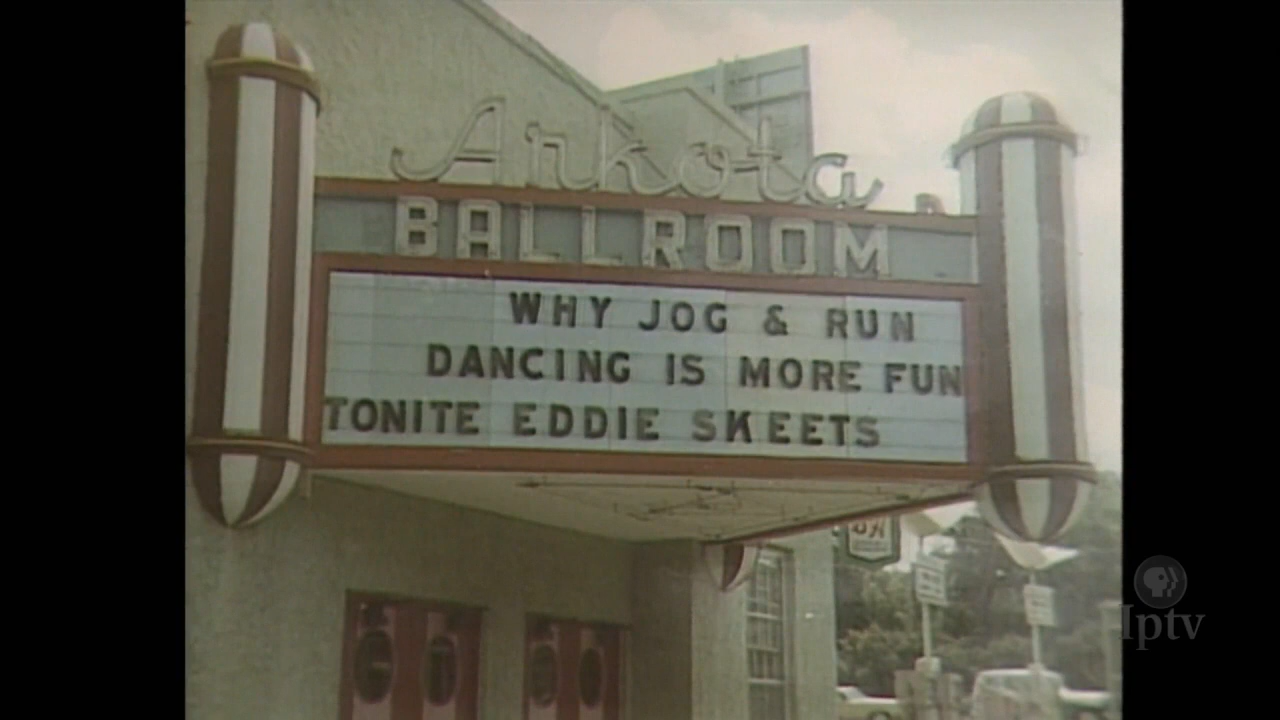 Arkota
BALLROOM
WHY JOG & RUN
DANCING IS MORE FUN
TONITE EDDIE SKEETS
Iptv